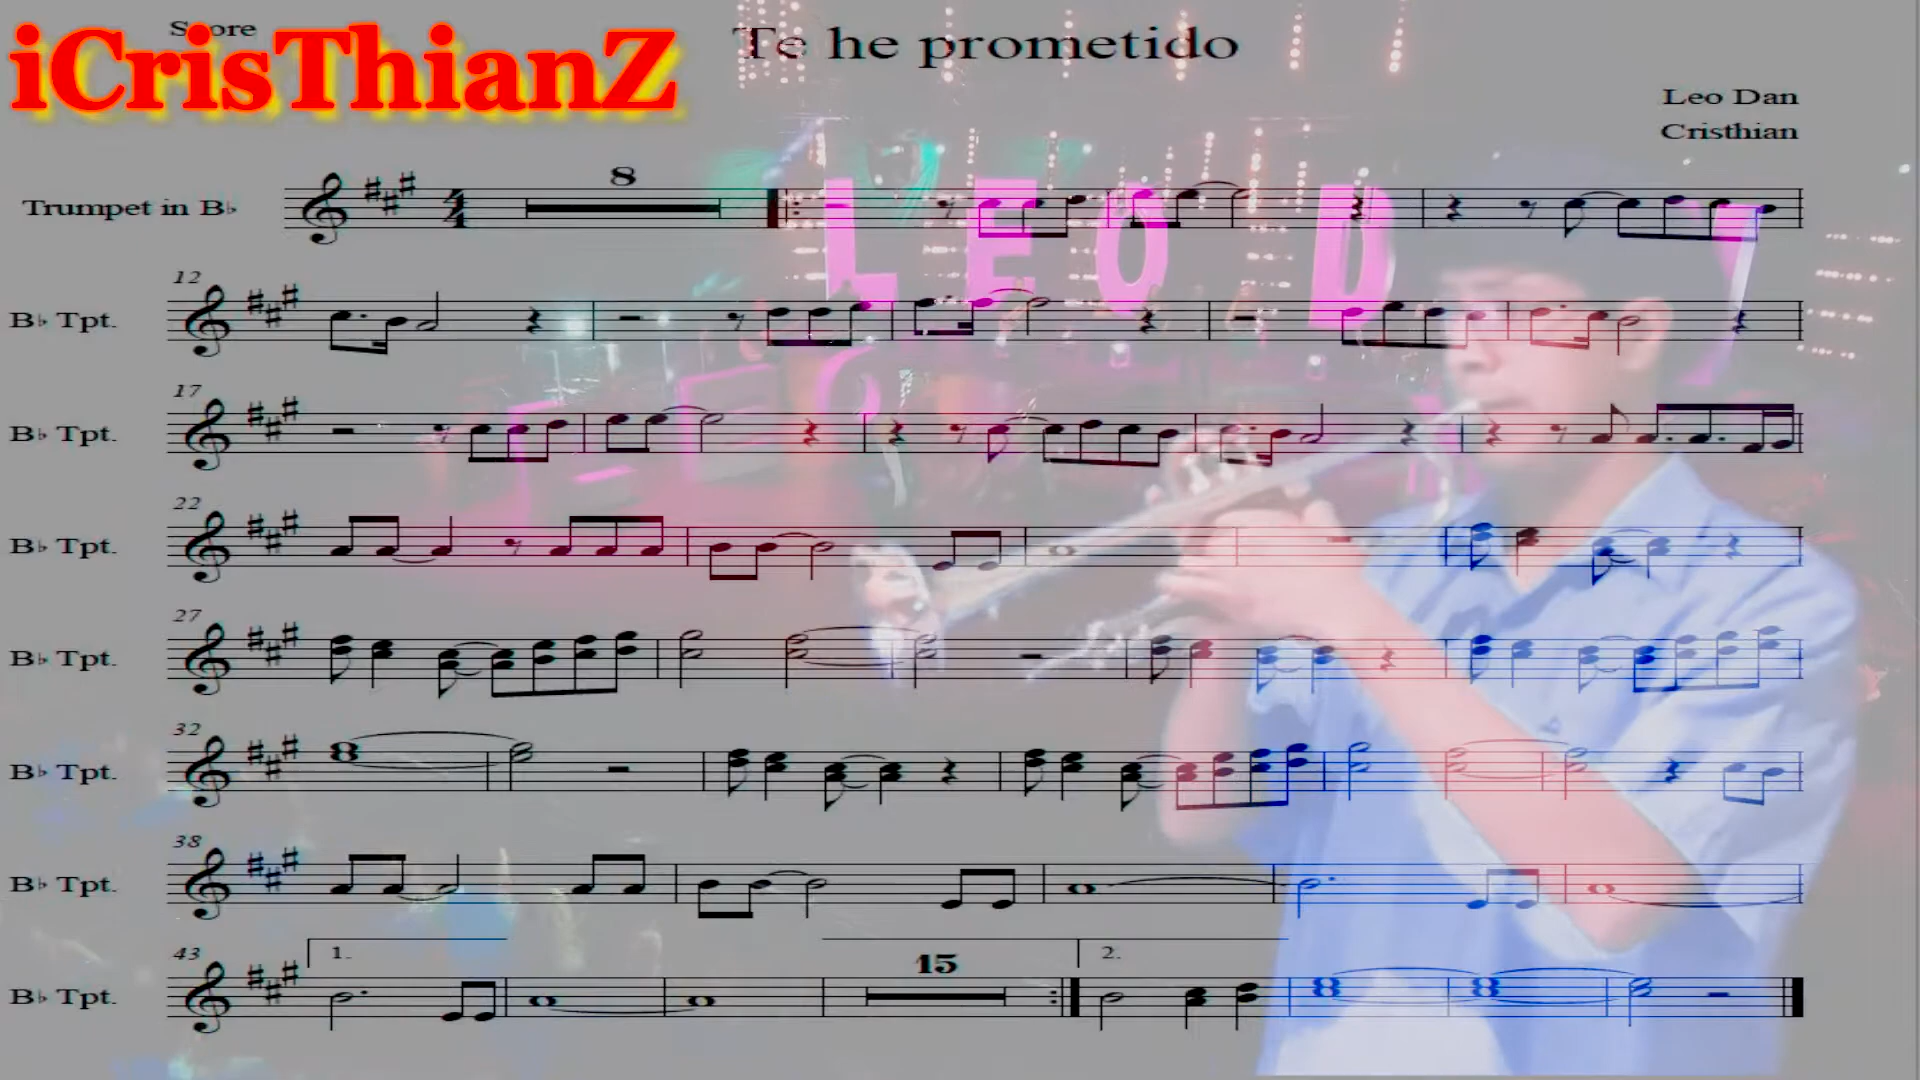 Score
iCrisThianZ
Te he prometido
Leo Dan
Cristhian
8
Trumpet in B♭
LEO D
12
B♭ Tpt.
17
B♭ Tpt.
22
B♭ Tpt.
27
B♭ Tpt.
32
B♭ Tpt.
38
B♭ Tpt.
43
1.
15
2.
B♭ Tpt.